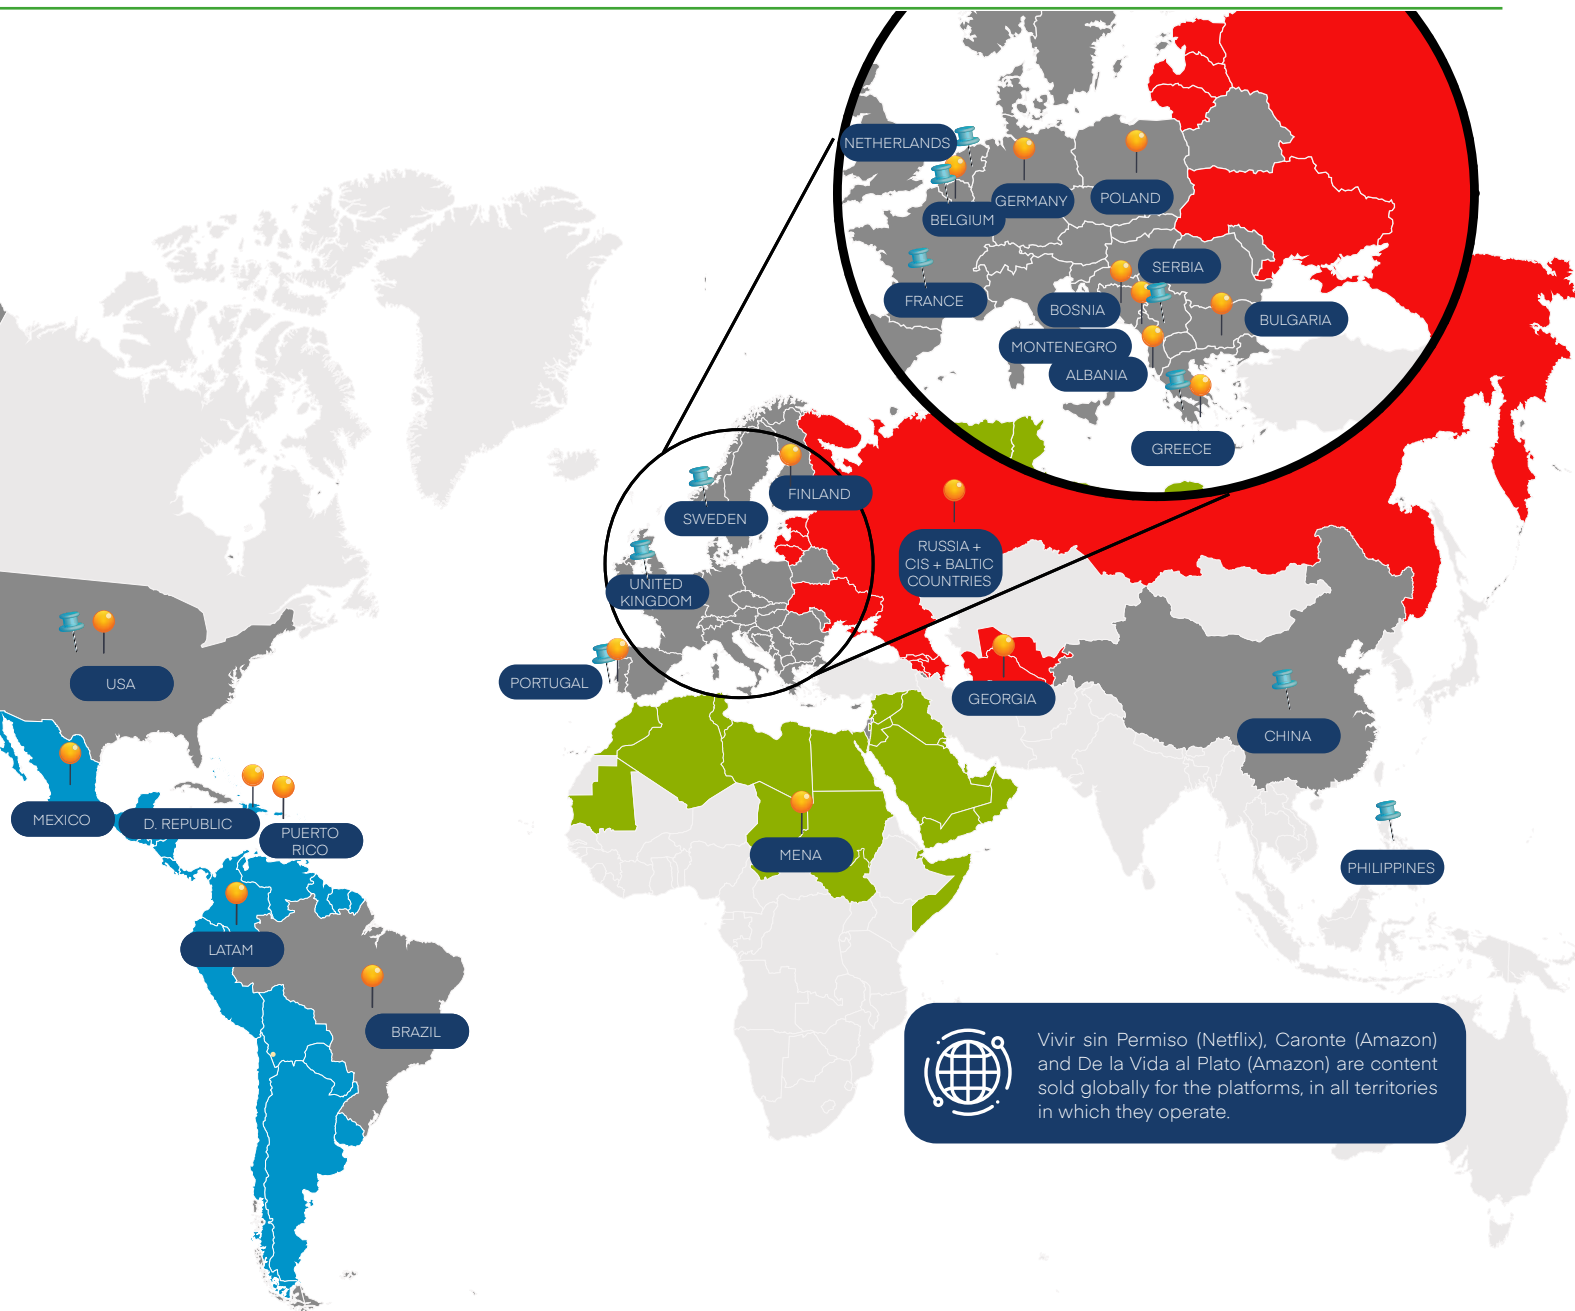 NETHERLANDS
GERMANY
POLAND
BELGIUM
SERBIA
FRANCE
BOSNIA
BULGARIA
MONTENEGRO
ALBANIA
GREECE
FINLAND
SWEDEN
RUSSIA +
CIS + BALTIC
COUNTRIES
UNITED
KINGDOM
USA
PORTUGAL
GEORGIA
CHINA
MEXICO
D. REPUBLIC
PUERTO
RICO
MENA
PHILIPPINES
LATAM
BRAZIL
Vivir sin Permiso (Netflix), Caronte (Amazon)
and De la Vida al Plato (Amazon) are content
sold globally for the platforms, in all territories
in which they operate.